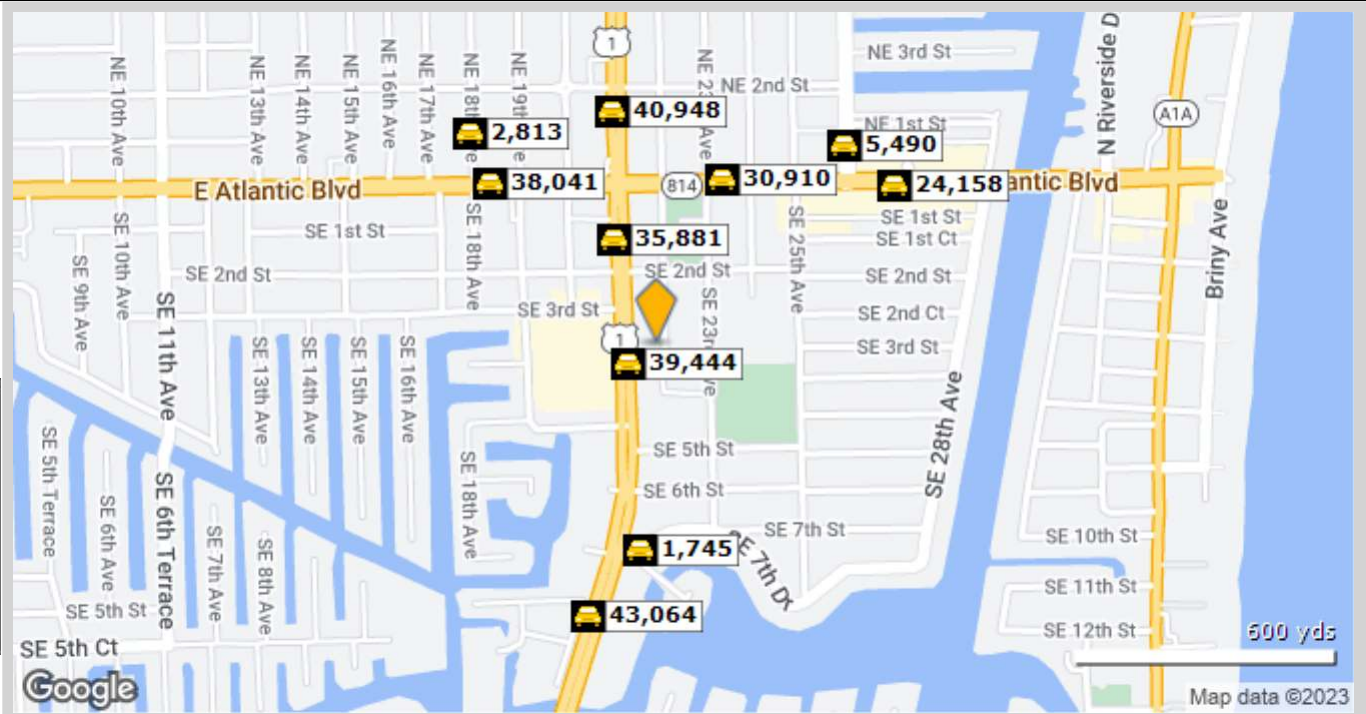 1
NE 3rd St
N Riverside D
NE 10th Ave
NE 13th Ave
NE 14th Ave
NE 15th Ave
NE 16th Ave
NE 17th Ave
NE 18th
NE 19th
NE 23
Ave
NE 2nd St
A1A
40,948
2,813
NE 1st St
5,490
E Atlantic Blvd
38,041
814
30,910
24,158
antic Blvd
SE 10th Ave
SE 1st St
SE 18th Ave
35,881
SE 25th Ave
SE 1st St
SE 1st Ct
Briny Ave
SE 9th Ave
SE 2nd St
SE 2nd St
SE 2nd St
SE 11th Ave
SE 3rd St
SE 23r
ve
SE 2nd Ct
1
SE 3rd St
39,444
SE 13th Ave
SE 14th Ave
SE 15th Ave
SE 16th Ave
SE 28th Ave
SE 5th Terrace
SE 6th Ave
SE 6th Terrace
SE 18th Ave
SE 5th St
SE 6th St
SE 7th Ave
SE 8th Ave
SE 7th St
SE 10th St
1,745
SE 7th Dr
SE 11th St
SE 5th St
43,064
SE 12th St
600 yds
SE 5th Ct
Google
Map data ©2023